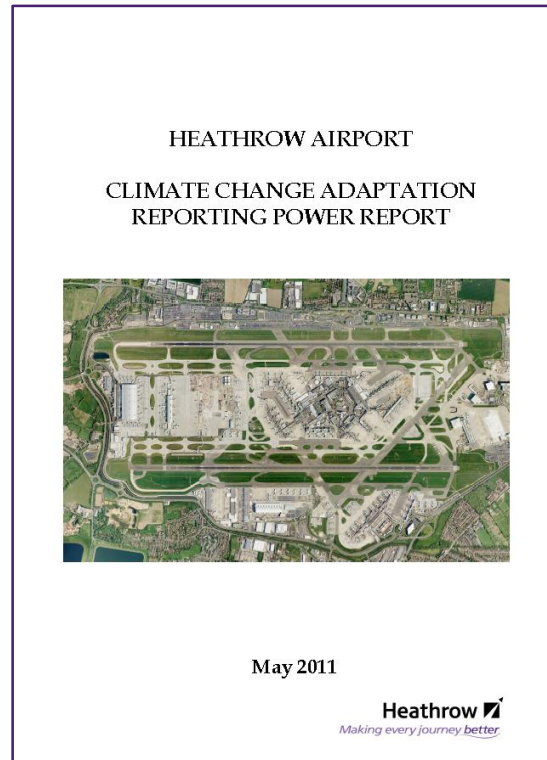 HEATHROW AIRPORT
CLIMATE CHANGE ADAPTATION
REPORTING POWER REPORT
May 2011
Heathrow
Making every journey better